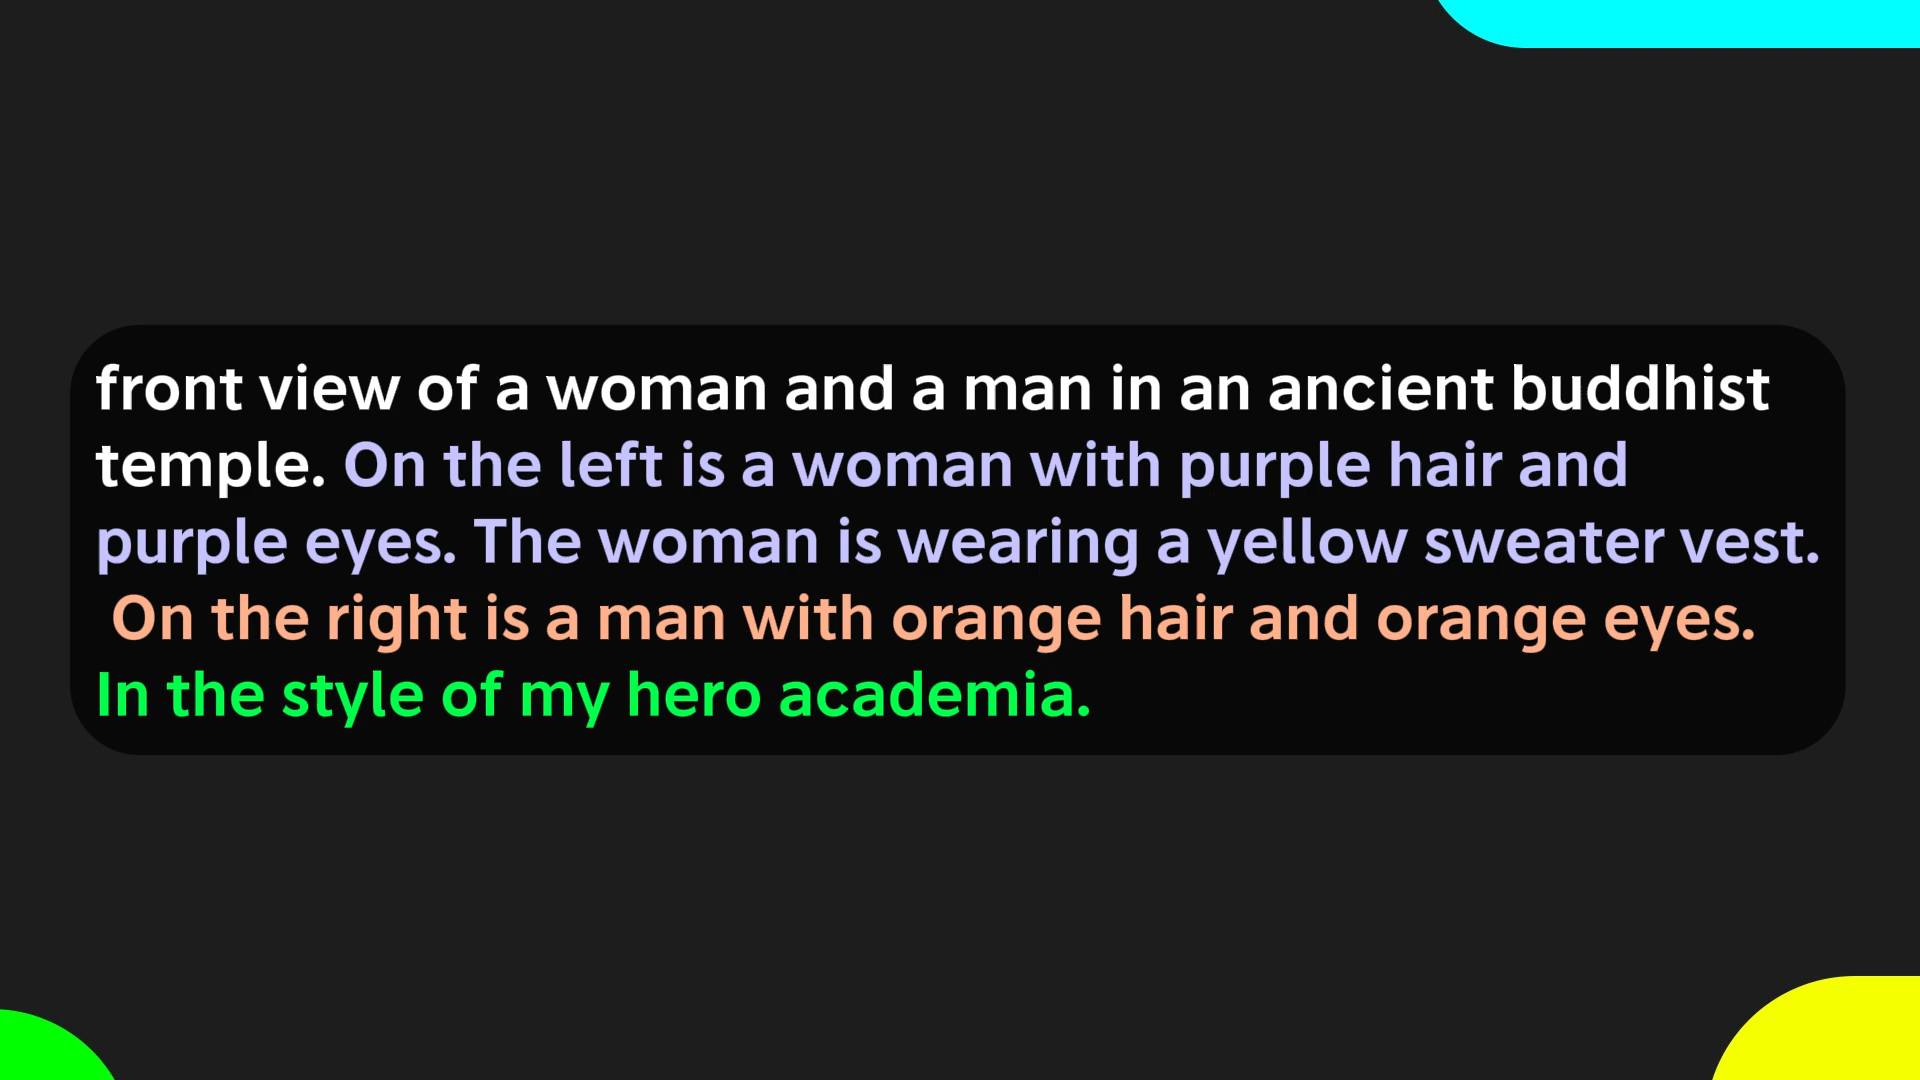 front view of a woman and a man in an ancient buddhist
temple. On the left is a woman with purple hair and
purple eyes. The woman is wearing a yellow sweater vest.
On the right is a man with orange hair and orange eyes.
In the style of my hero academia.